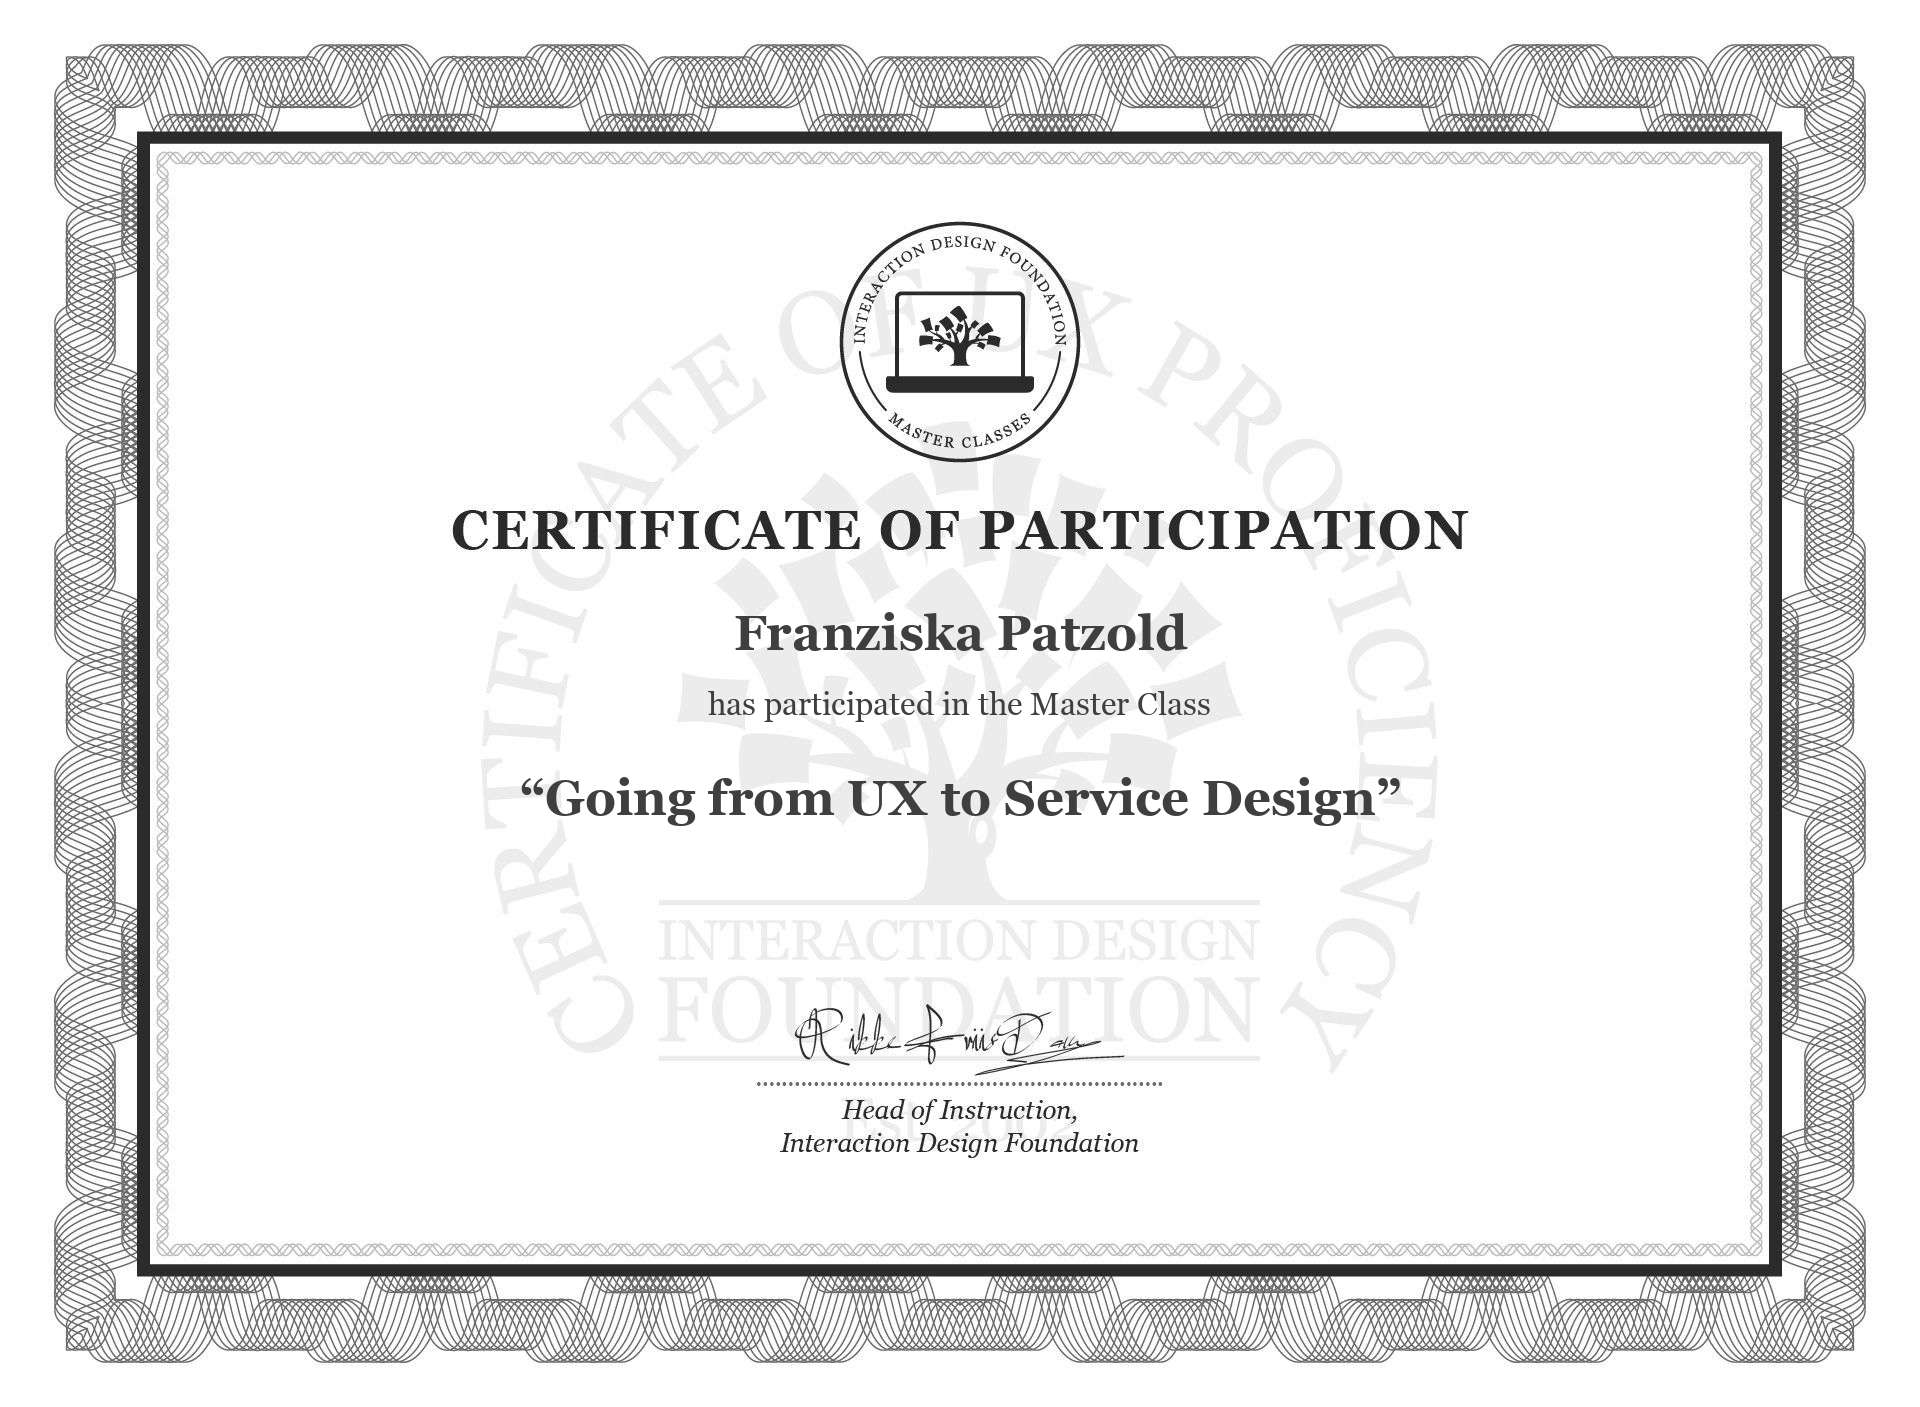 INTERACTION DESIGN FOUNDATION
MASTER CLASSES
CERTIFICATE OF UX PROFICIENCY
CERTIFICATE OF PARTICIPATION
Franziska Patzold
has participated in the Master Class
“Going from UX to Service Design”
INTERACTION DESIGN
FOUNDATION
Rikke Friis Dam
Est. 2002
Head of Instruction,
Interaction Design Foundation